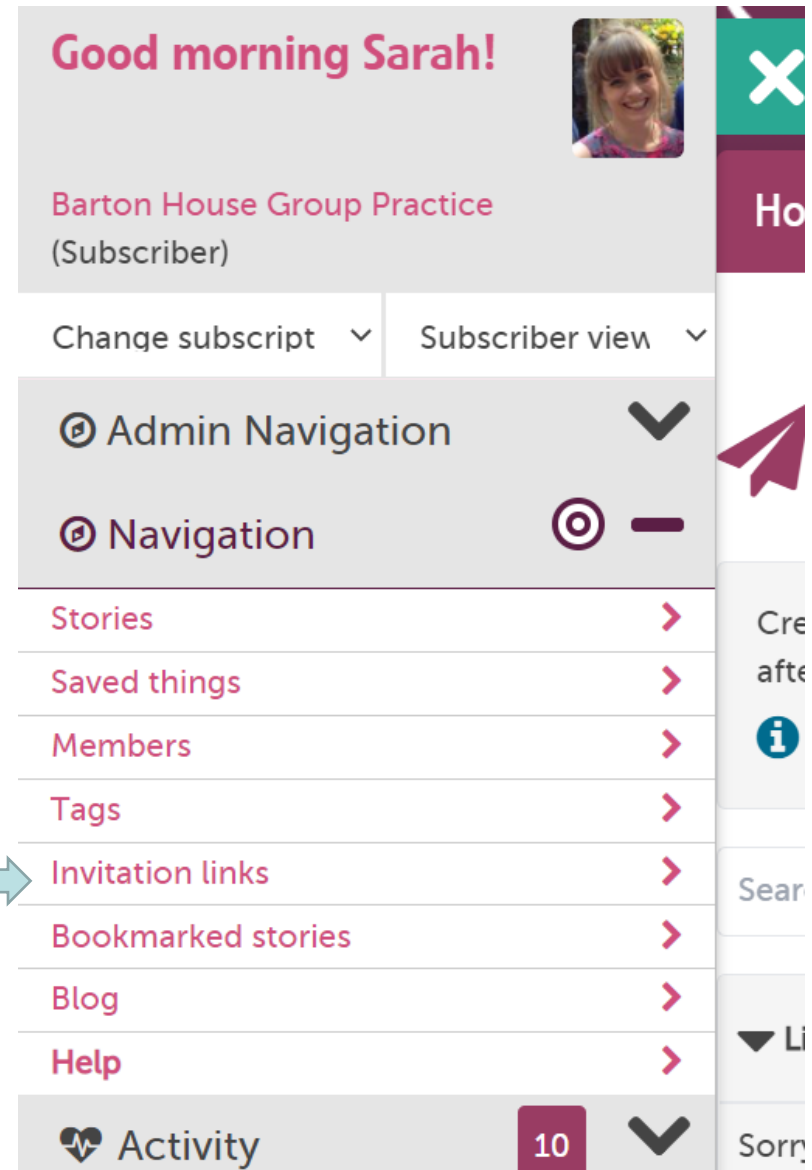 Good morning Sarah!
Barton House Group Practice
(Subscriber)
Change subscript
Subscriber view
Admin Navigation
Navigation
Stories
Saved things
Members
Tags
Invitation links
Bookmarked stories
Blog
Help
Activity
10
Ho
Cre
afte
Sear
Li
Sorry